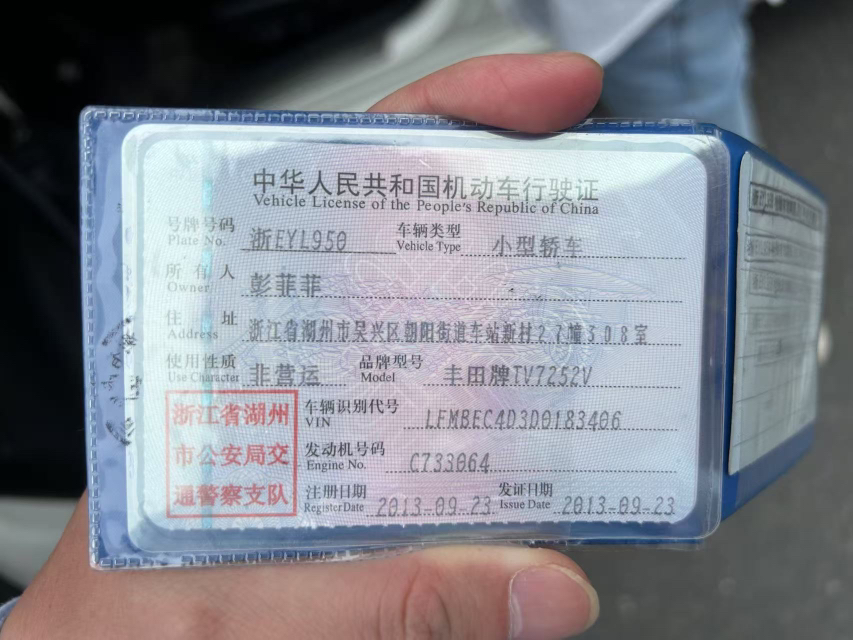 中华人民共和国机动车行驶证
Vehicle License of the People's Republic of China
号牌号码 浙EYL950 车辆类型 小型轿车
Plate No. Vehicle Type
所有人 彭菲菲
Owner
住址 浙江省湖州市吴兴区朝阳街道车站新村27幢308室
Address
使用性质 非营运 品牌型号 丰田牌TV7252V
Use Character Model
浙江省湖州
市公安局交
通警察支队
车辆识别代号 LFMBEC4D3D0183406
VIN
发动机号码 C733064
Engine No.
注册日期 2013-09-23 发证日期 2013-09-23
Register Date Issue Date